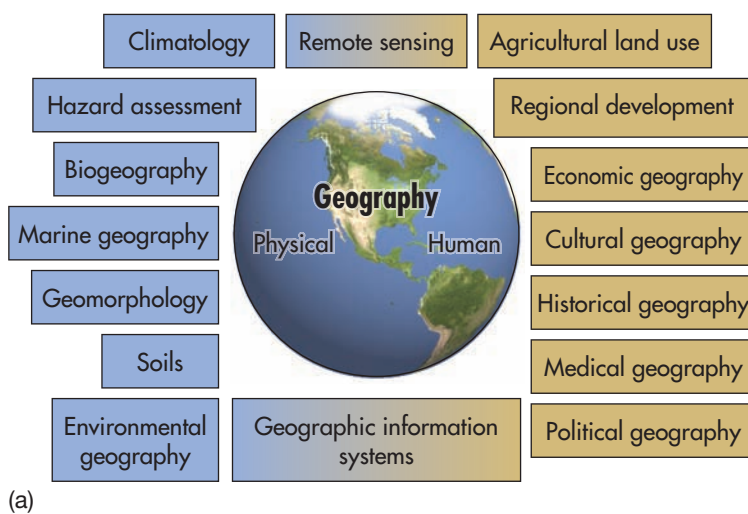 Climatology
Remote sensing
Agricultural land use
Hazard assessment
Regional development
Biogeography
Economic geography
Marine geography
Geography
Physical
Human
Cultural geography
Geomorphology
Historical geography
Soils
Medical geography
Environmental
geography
Geographic information
systems
Political geography
(a)